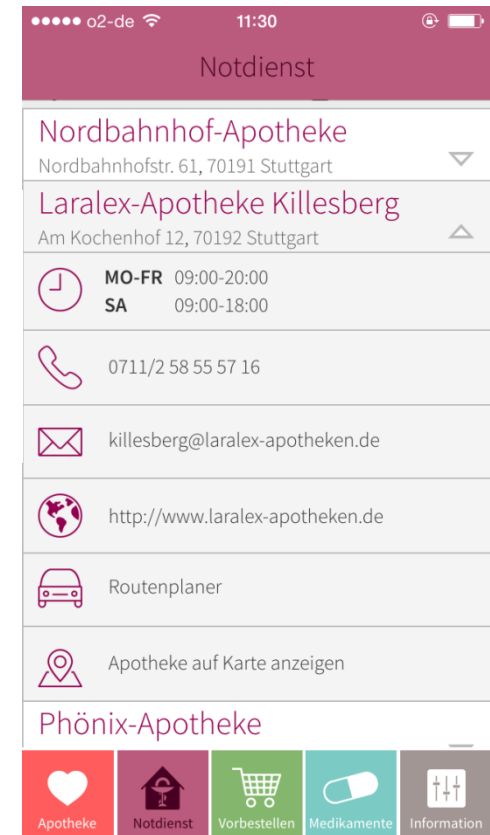 o2-de 11:30
Notdienst
Nordbahnhof-Apotheke
Nordbahnhofstr. 61, 70191 Stuttgart
Laralex-Apotheke Killesberg
Am Kochenhof 12, 70192 Stuttgart
MO-FR 09:00-20:00
SA 09:00-18:00
0711/2 58 55 57 16
killesberg@laralex-apotheken.de
http://www.laralex-apotheken.de
Routenplaner
Apotheke auf Karte anzeigen
Phönix-Apotheke
Apotheke Notdienst Vorbestellen Medikamente Information